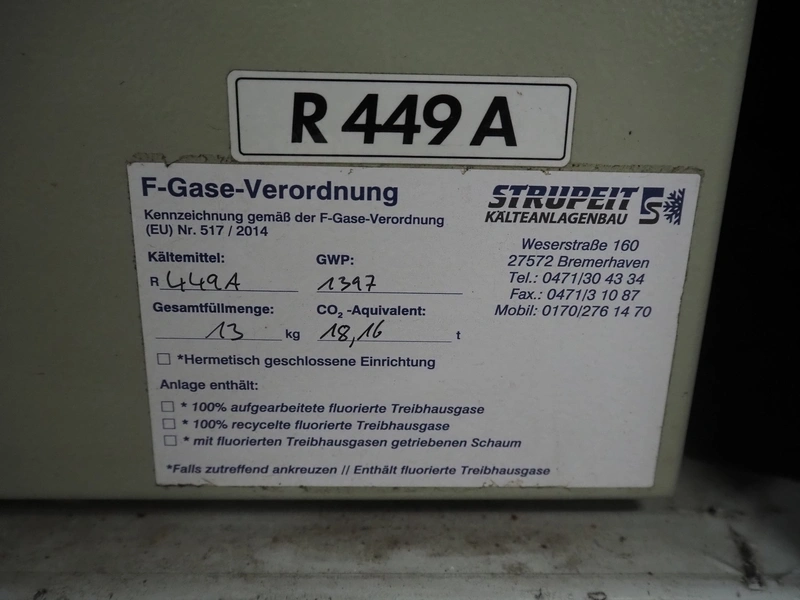 R 449 A
F-Gase-Verordnung
Kennzeichnung gemäß der F-Gase-Verordnung
(EU) Nr. 517 / 2014
STRUPEIT
KÄLTEANLAGENBAU
S
Weserstraße 160
27572 Bremerhaven
Tel.: 0471/30 43 34
Fax.: 0471/3 10 87
Mobil: 0170/276 14 70
Kältemittel: GWP:
R 449A 1397
Gesamtfüllmenge: CO2 -Aquivalent:
13 kg 18,16 t
*Hermetisch geschlossene Einrichtung
Anlage enthält:
* 100% aufgearbeitete fluorierte Treibhausgase
* 100% recycelte fluorierte Treibhausgase
* mit fluorierten Treibhausgasen getriebenen Schaum
*Falls zutreffend ankreuzen // Enthält fluorierte Treibhausgase